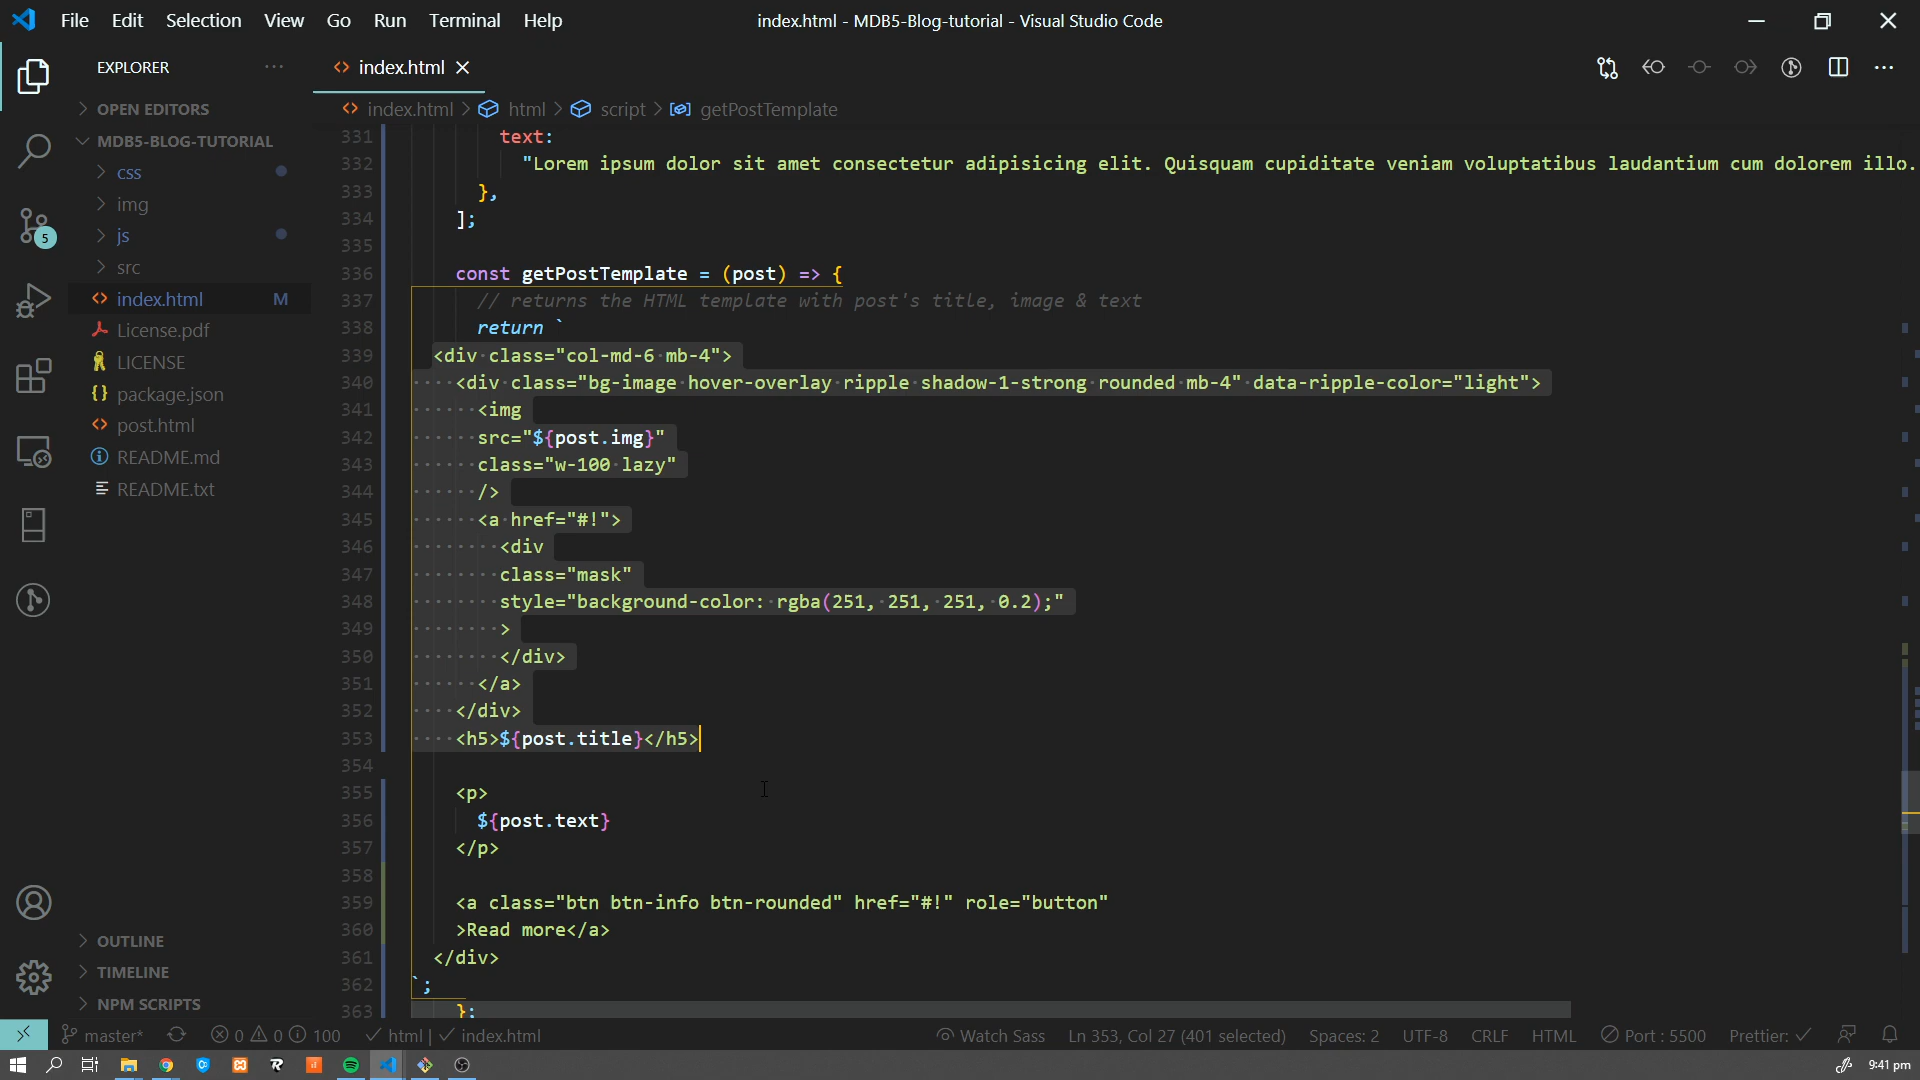 File Edit Selection View Go Run Terminal Help
index.html - MDB5-Blog-tutorial - Visual Studio Code
EXPLORER
index.html
OPEN EDITORS
index.html > html > script > getPostTemplate
MDB5-BLOG-TUTORIAL
css
img
js
src
index.html M
License.pdf
LICENSE
package.json
post.html
README.md
README.txt
5
OUTLINE
TIMELINE
NPM SCRIPTS
331 text:
332 "Lorem ipsum dolor sit amet consectetur adipisicing elit. Quisquam cupiditate veniam voluptatibus laudantium cum dolorem illo.
333 },
334 ];
335
336 const getPostTemplate = (post) => {
337 // returns the HTML template with post's title, image & text
338 return `
339 <div class="col-md-6 mb-4">
340 <div class="bg-image hover-overlay ripple shadow-1-strong rounded mb-4" data-ripple-color="light">
341 <img
342 src="${post.img}"
343 class="w-100 lazy"
344 />
345 <a href="#!">
346 <div
347 class="mask"
348 style="background-color: rgba(251, 251, 251, 0.2);"
349 >
350 </div>
351 </a>
352 </div>
353 <h5>${post.title}</h5>
354
355 <p>
356 ${post.text}
357 </p>
358
359 <a class="btn btn-info btn-rounded" href="#!" role="button"
360 >Read more</a>
361 </div>
362 `;
363 };
master* 0 0 100 html | index.html Watch Sass Ln 353, Col 27 (401 selected) Spaces: 2 UTF-8 CRLF HTML Port : 5500 Prettier:
9:41 pm